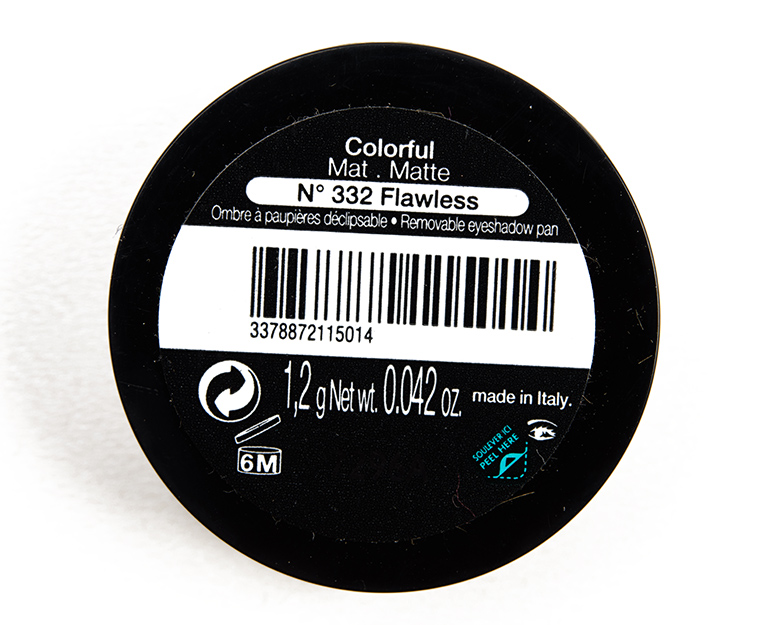 Colorful
Mat . Matte
N° 332 Flawless
Ombre à paupières déclipsable • Removable eyeshadow pan
3378872115014
1,2 g Net wt. 0.042 oz.
made in Italy.
SOULEVER ICI
PEEL HERE
6M